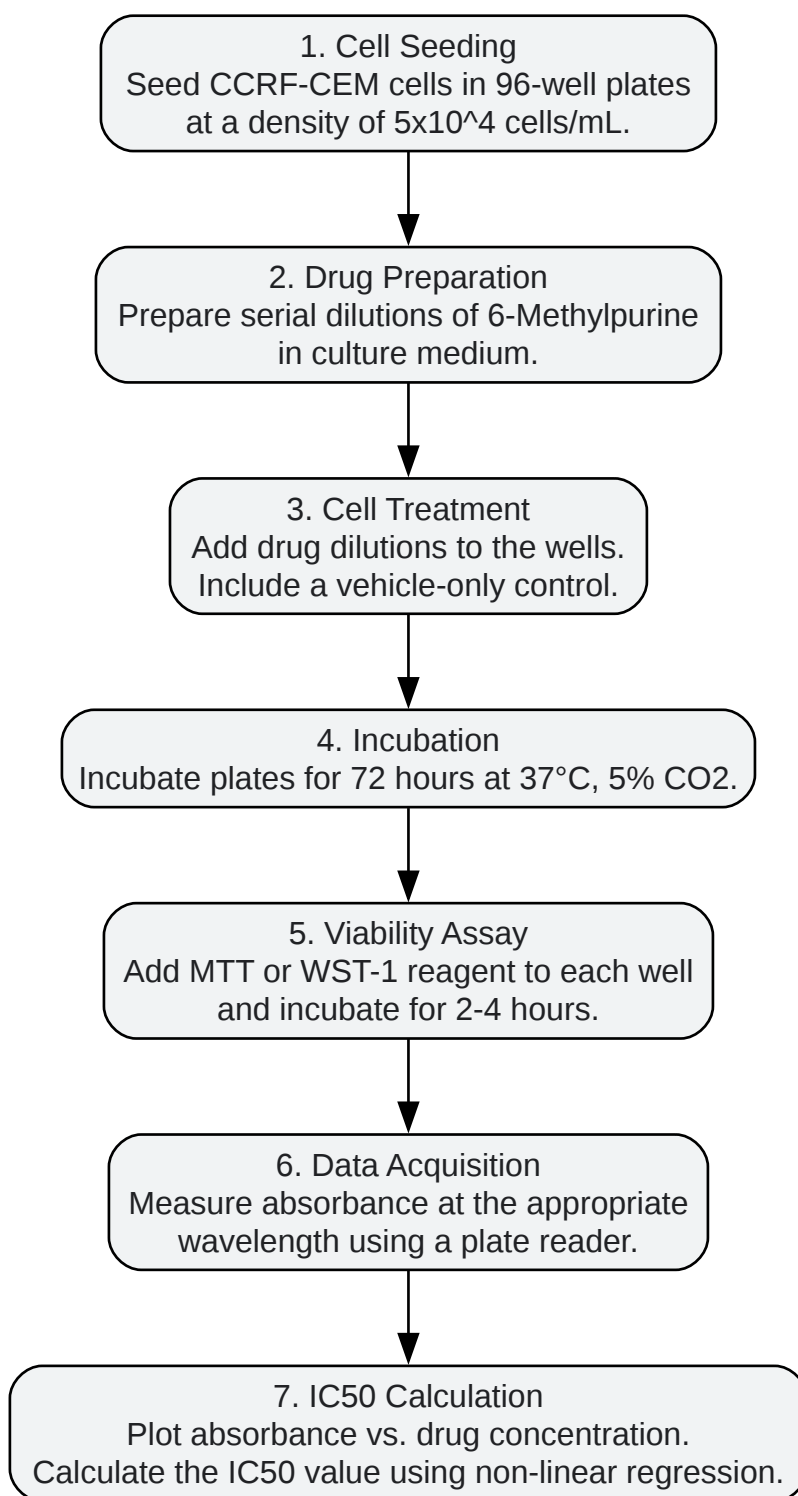 1. Cell Seeding
Seed CCRF-CEM cells in 96-well plates
at a density of 5x10^4 cells/mL.
2. Drug Preparation
Prepare serial dilutions of 6-Methylpurine
in culture medium.
3. Cell Treatment
Add drug dilutions to the wells.
Include a vehicle-only control.
4. Incubation
Incubate plates for 72 hours at 37°C, 5% CO2.
5. Viability Assay
Add MTT or WST-1 reagent to each well
and incubate for 2-4 hours.
6. Data Acquisition
Measure absorbance at the appropriate
wavelength using a plate reader.
7. IC50 Calculation
Plot absorbance vs. drug concentration.
Calculate the IC50 value using non-linear regression.